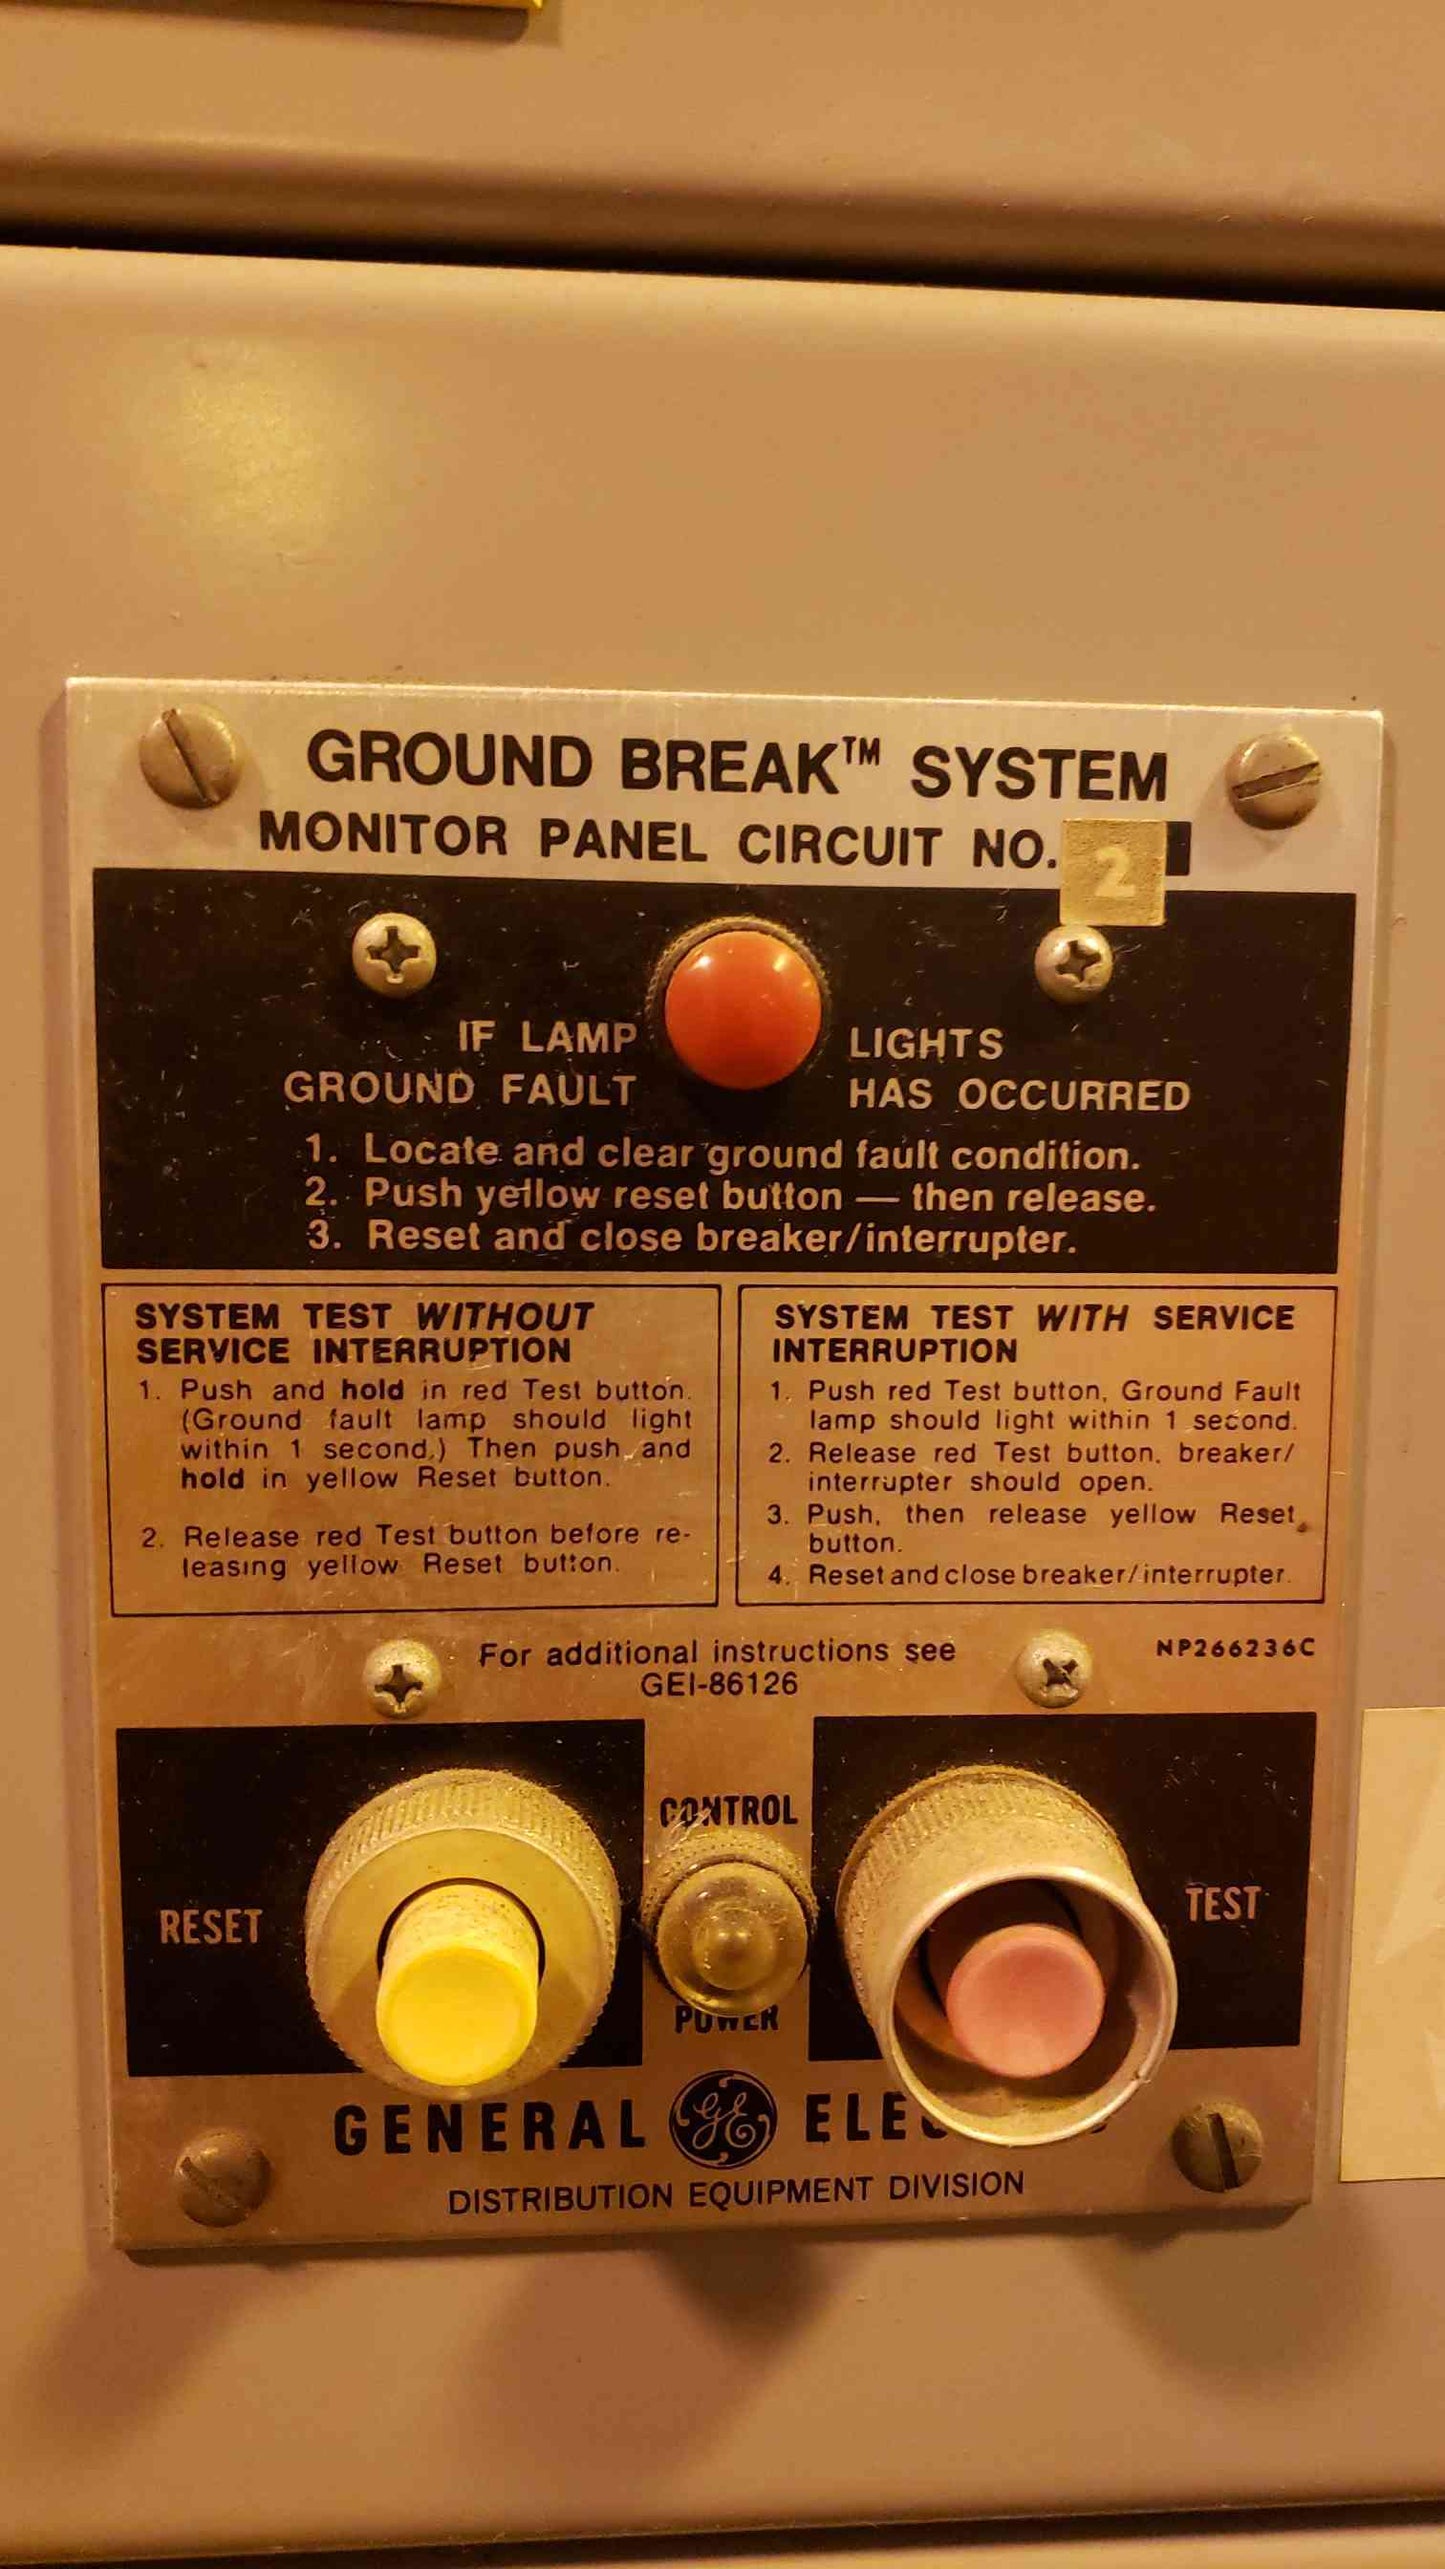 GROUND BREAK™ SYSTEM
MONITOR PANEL CIRCUIT NO. 2
IF LAMP LIGHTS
GROUND FAULT HAS OCCURRED
1. Locate and clear ground fault condition.
2. Push yellow reset button — then release.
3. Reset and close breaker/interrupter.
SYSTEM TEST WITHOUT
SERVICE INTERRUPTION
1. Push and hold in red Test button.
(Ground fault lamp should light
within 1 second.) Then push and
hold in yellow Reset button.
2. Release red Test button before re-
leasing yellow Reset button.
SYSTEM TEST WITH SERVICE
INTERRUPTION
1. Push red Test button, Ground Fault
lamp should light within 1 second.
2. Release red Test button, breaker/
interrupter should open.
3. Push, then release yellow Reset
button.
4. Reset and close breaker/interrupter.
For additional instructions see
GEI-86126
NP266236C
RESET
CONTROL
POWER
TEST
GENERAL GE ELE
DISTRIBUTION EQUIPMENT DIVISION